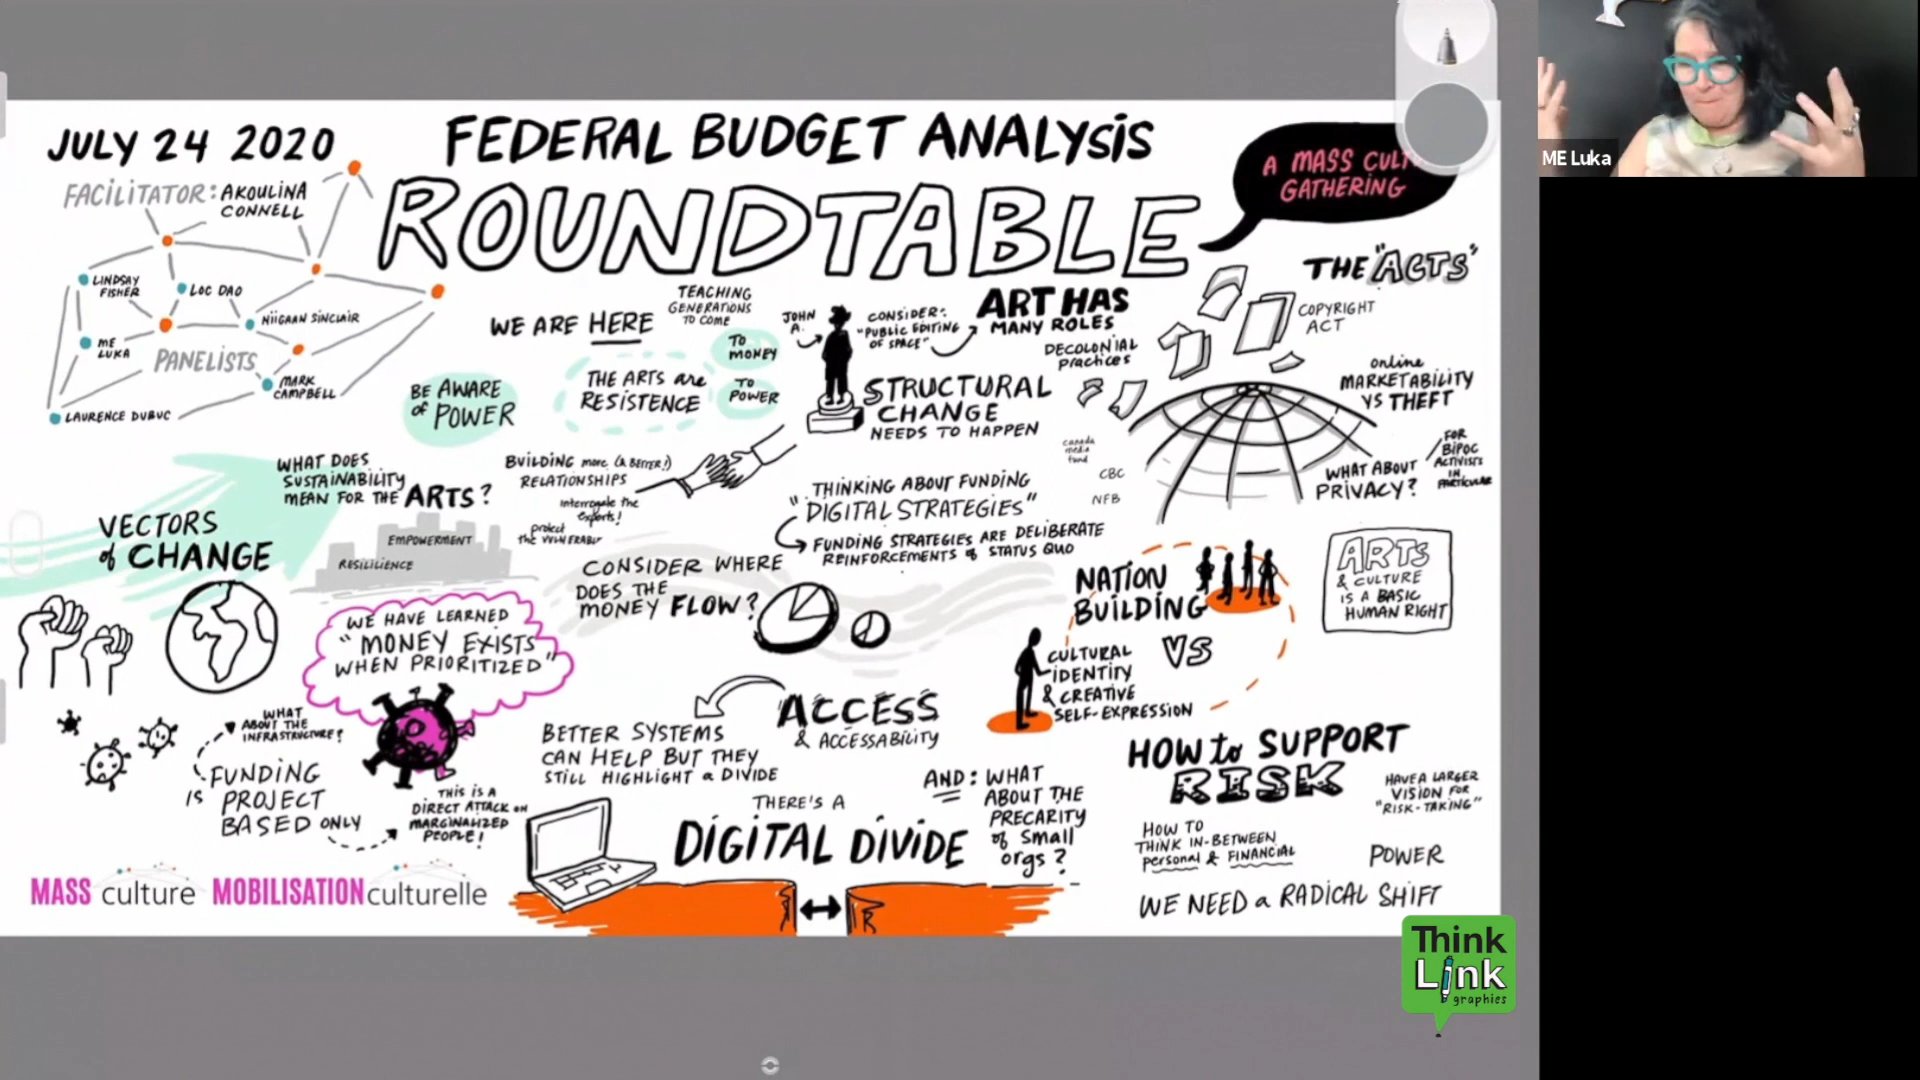 JULY 24 2020
FEDERAL BUDGET ANALYSIS
ROUNDTABLE
A MASS CULT
GATHERING
ME Luka
FACILITATOR: AKOULINA
CONNELL
LINDSAY
FISHER
LOC DAO
NIIGAAN SINCLAIR
ME
LUKA
PANELISTS
MARK
CAMPBELL
LAURENCE DUBUC
WE ARE HERE
TEACHING
GENERATIONS
TO COME
TO
MONEY
TO
POWER
BE AWARE
of POWER
THE ARTS are
RESISTENCE
JOHN
A.
CONSIDER:
"PUBLIC EDITING
OF SPACE"
ART HAS
MANY ROLES
DECOLONIAL
PRACTICES
STRUCTURAL
CHANGE
NEEDS TO HAPPEN
THE "ACTS"
COPYRIGHT
ACT
online
MARKETABILITY
VS THEFT
WHAT ABOUT
PRIVACY?
FOR
BIPOC
ACTIVISTS
IN
PARTICULAR
canada
media
fund
CBC
NFB
VECTORS
of CHANGE
WHAT DOES
SUSTAINABILITY
MEAN FOR THE ARTS?
EMPOWERMENT
RESILILIENCE
BUILDING more (& BETTER!)
RELATIONSHIPS
Interrogate the
experts!
protect
THE VULNERABLE
"THINKING ABOUT FUNDING
DIGITAL STRATEGIES"
FUNDING STRATEGIES ARE DELIBERATE
REINFORCEMENTS of STATUS QUO
CONSIDER WHERE
DOES THE
MONEY FLOW?
NATION
BUILDING
VS
CULTURAL
IDENTITY
& CREATIVE
SELF-EXPRESSION
ARTS
& CULTURE
IS A BASIC
HUMAN RIGHT
WE HAVE LEARNED
"MONEY EXISTS
WHEN PRIORITIZED"
WHAT
ABOUT THE
INFRASTRUCTURE?
FUNDING
IS PROJECT
BASED ONLY
THIS IS A
DIRECT ATTACK ON
MARGINALIZED
PEOPLE!
ACCESS
& ACCESSABILITY
BETTER SYSTEMS
CAN HELP BUT THEY
STILL HIGHLIGHT a DIVIDE
THERE'S A
DIGITAL DIVIDE
AND: WHAT
ABOUT THE
PRECARITY
of small
orgs?
HOW to SUPPORT
RISK
HAVE A LARGER
VISION FOR
"RISK-TAKING"
HOW TO
THINK IN-BETWEEN
personal & FINANCIAL
POWER
WE NEED a RADICAL SHIFT
MASS culture MOBILISATION culturelle
Think
Link
graphics